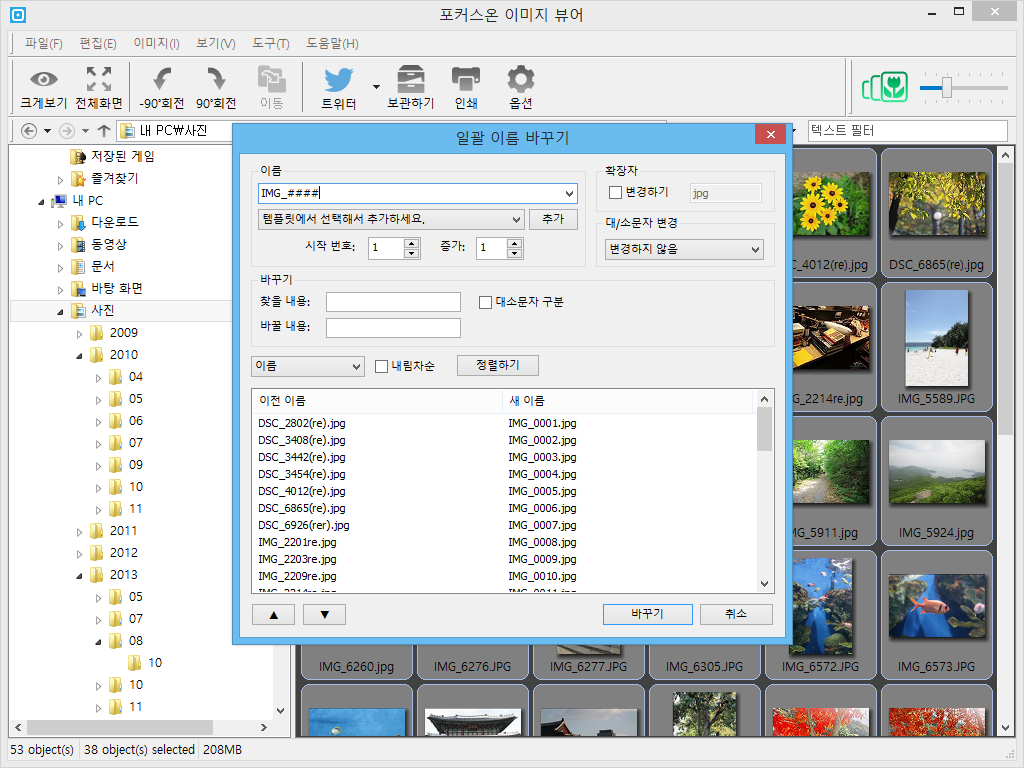 포커스온 이미지 뷰어
파일(F) 편집(E) 이미지(I) 보기(V) 도구(T) 도움말(H)
크게보기 전체화면 -90°회전 90°회전 이동 트위터 보관하기 인쇄 옵션
내 PC₩사진
텍스트 필터
저장된 게임
즐겨찾기
내 PC
다운로드
동영상
문서
바탕 화면
사진
2009
2010
04
05
06
07
09
10
11
2011
2012
2013
05
07
08
10
10
11
일괄 이름 바꾸기
이름
IMG_####
템플릿에서 선택해서 추가하세요.
추가
시작 번호: 1 증가: 1
확장자
변경하기 jpg
대/소문자 변경
변경하지 않음
바꾸기
찾을 내용:
대소문자 구분
바꿀 내용:
이름
내림차순
정렬하기
이전 이름 새 이름
DSC_2802(re).jpg IMG_0001.jpg
DSC_3408(re).jpg IMG_0002.jpg
DSC_3442(re).jpg IMG_0003.jpg
DSC_3454(re).jpg IMG_0004.jpg
DSC_4012(re).jpg IMG_0005.jpg
DSC_6865(re).jpg IMG_0006.jpg
DSC_6926(rer).jpg IMG_0007.jpg
IMG_2201re.jpg IMG_0008.jpg
IMG_2203re.jpg IMG_0009.jpg
IMG_2209re.jpg IMG_0010.jpg
IMG_2214re.jpg IMG_0011.jpg
▲ ▼
바꾸기 취소
C_4012(re).jpg DSC_6865(re).jpg
G_2214re.jpg IMG_5589.JPG
MG_5911.jpg IMG_5924.jpg
IMG_6260.jpg IMG_6276.JPG IMG_6277.JPG IMG_6305.JPG IMG_6572.JPG IMG_6573.JPG
53 object(s) 38 object(s) selected 208MB